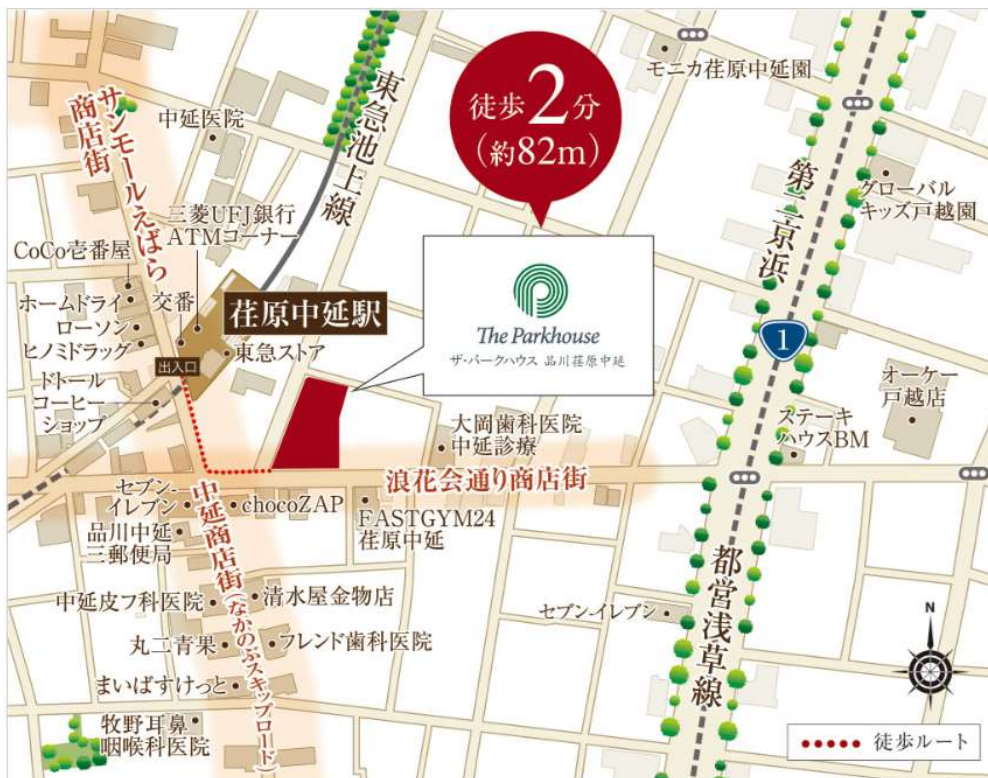 モニカ荏原中延園
徒歩2分
(約82m)
東急池上線
サンモールえばら
商店街
中延医院
第二京浜
グローバル
キッズ戸越園
三菱UFJ銀行
ATMコーナー
CoCo壱番屋
交番
ホームドライ
ローソン
ヒノミドラッグ
荏原中延駅
東急ストア
出入口
The Parkhouse
ザ・パークハウス 品川荏原中延
1
ドトール
コーヒー
ショップ
オーケー
戸越店
大岡歯科医院
中延診療
ステーキ
ハウスBM
浪花会通り商店街
セブン-
イレブン
chocoZAP
FASTGYM24
荏原中延
品川中延
三郵便局
中延商店街(なかのぶスキップロード)
都営浅草線
中延皮フ科医院
清水屋金物店
セブン-イレブン
丸二青果
フレンド歯科医院
まいばすけっと
N
牧野耳鼻
咽喉科医院
徒歩ルート